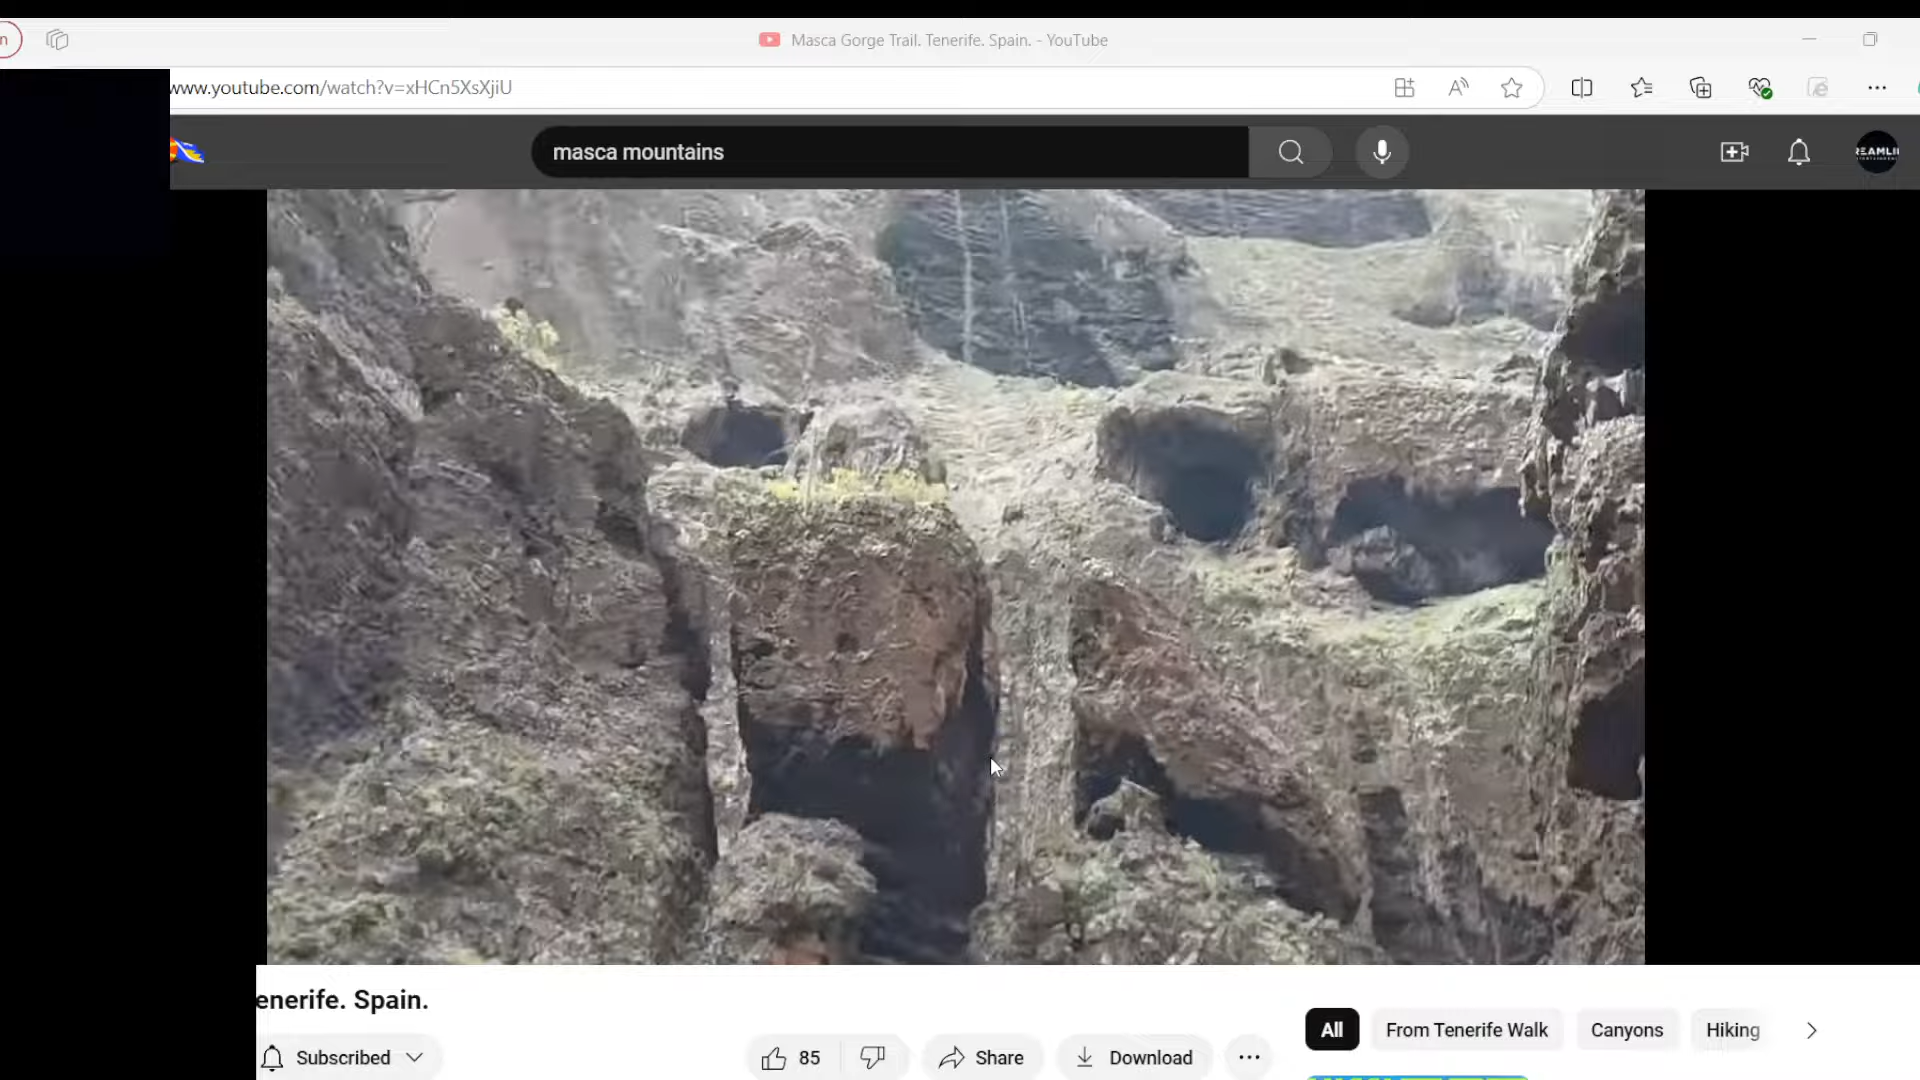 n
Masca Gorge Trail. Tenerife. Spain. - YouTube
www.youtube.com/watch?v=xHCn5XsXjiU
masca mountains
REAMLI
enerife. Spain.
Subscribed
85
Share
Download
All
From Tenerife Walk
Canyons
Hiking